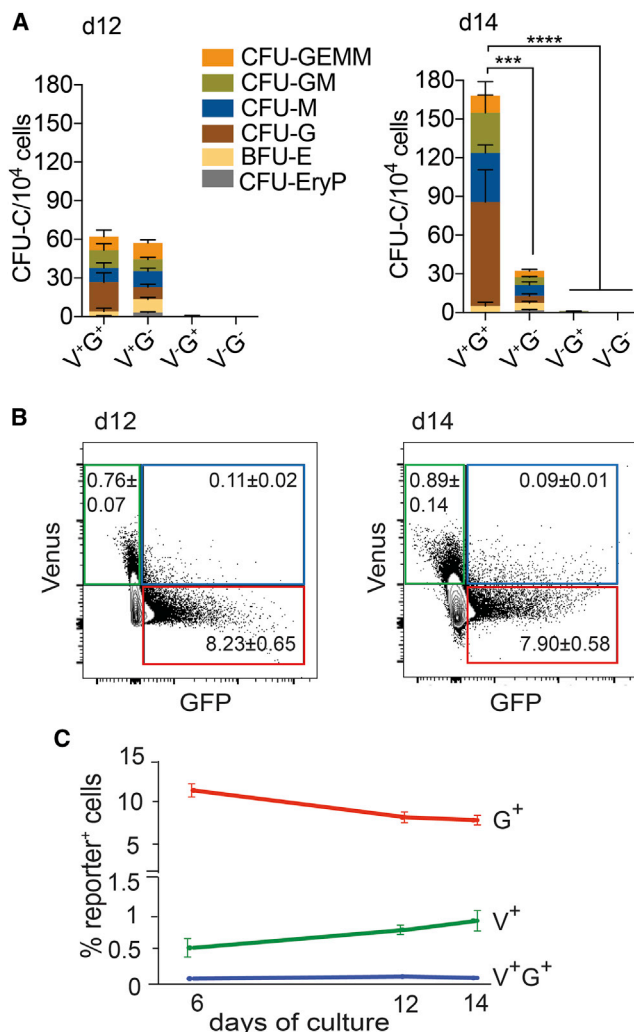 A
d12
CFU-GEMM
CFU-GM
CFU-M
CFU-G
BFU-E
CFU-EryP
CFU-C/10⁴ cells
180
150
120
90
60
30
0
V⁺G⁺
V⁺G⁻
V⁻G⁺
V⁻G⁻
d14
****
***
CFU-C/10⁴ cells
180
150
120
90
60
30
0
V⁺G⁺
V⁺G⁻
V⁻G⁺
V⁻G⁻
B
d12
0.76±
0.07
0.11±0.02
8.23±0.65
Venus
GFP
d14
0.89±
0.14
0.09±0.01
7.90±0.58
Venus
GFP
C
% reporter⁺ cells
15
10
5
1.5
1
0.5
0
G⁺
V⁺
V⁺G⁺
6
12
14
days of culture